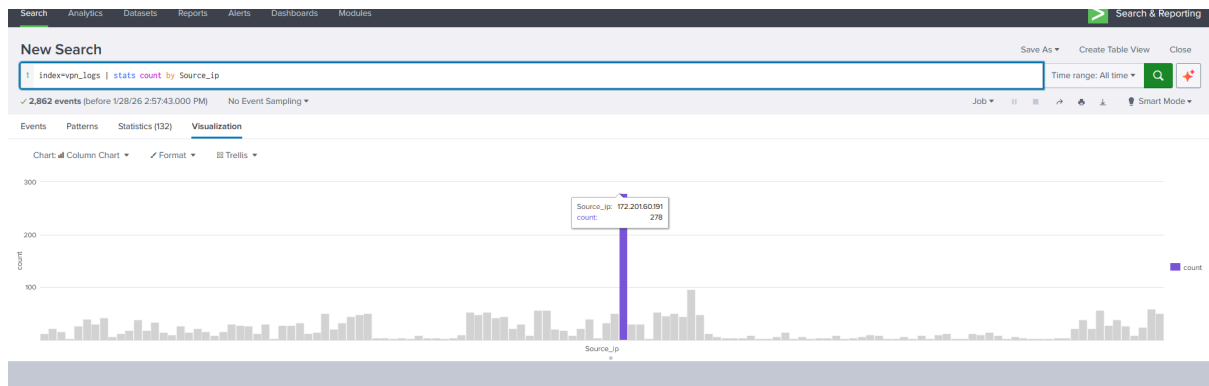 Search Analytics Datasets Reports Alerts Dashboards Modules Search & Reporting
New Search Save As Create Table View Close
1 index=vpn_logs | stats count by Source_ip Time range: All time
2,862 events (before 1/28/26 2:57:43.000 PM) No Event Sampling Job Smart Mode
Events Patterns Statistics (132) Visualization
Chart: Column Chart Format Trellis
300
Source_ip: 172.201.60.191
count: 278
200
count
count
100
Source_ip